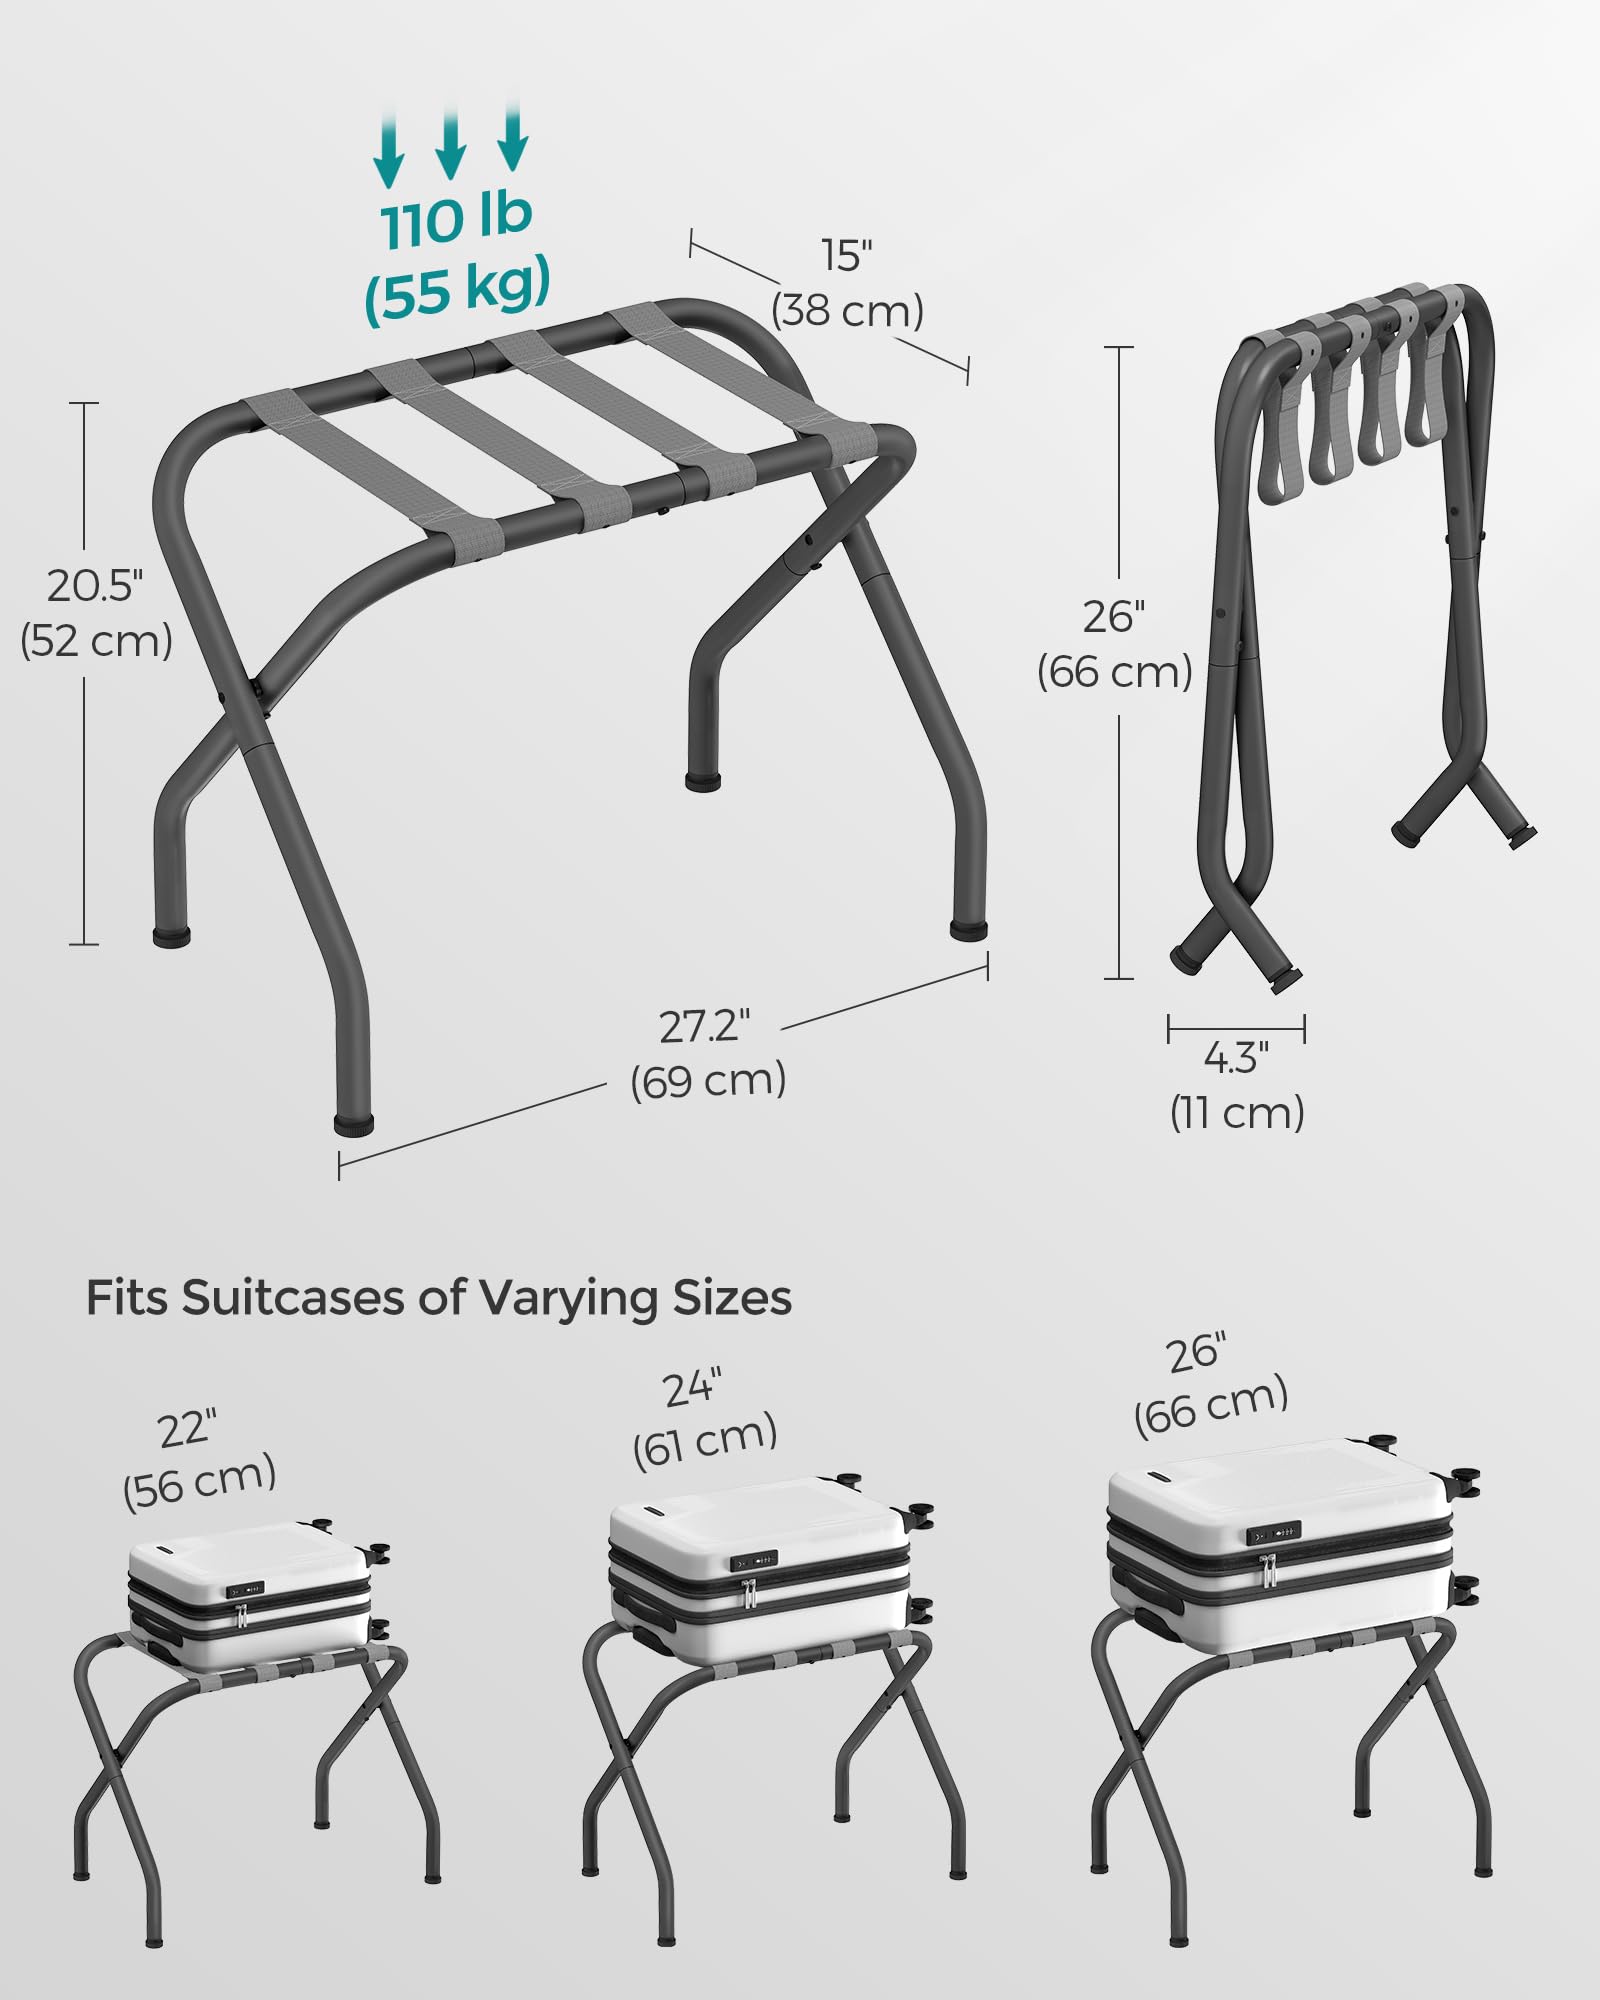 110 lb
(55 kg)
15"
(38 cm)
20.5"
(52 cm)
26"
(66 cm)
27.2"
(69 cm)
4.3"
(11 cm)
Fits Suitcases of Varying Sizes
22"
(56 cm)
24"
(61 cm)
26"
(66 cm)